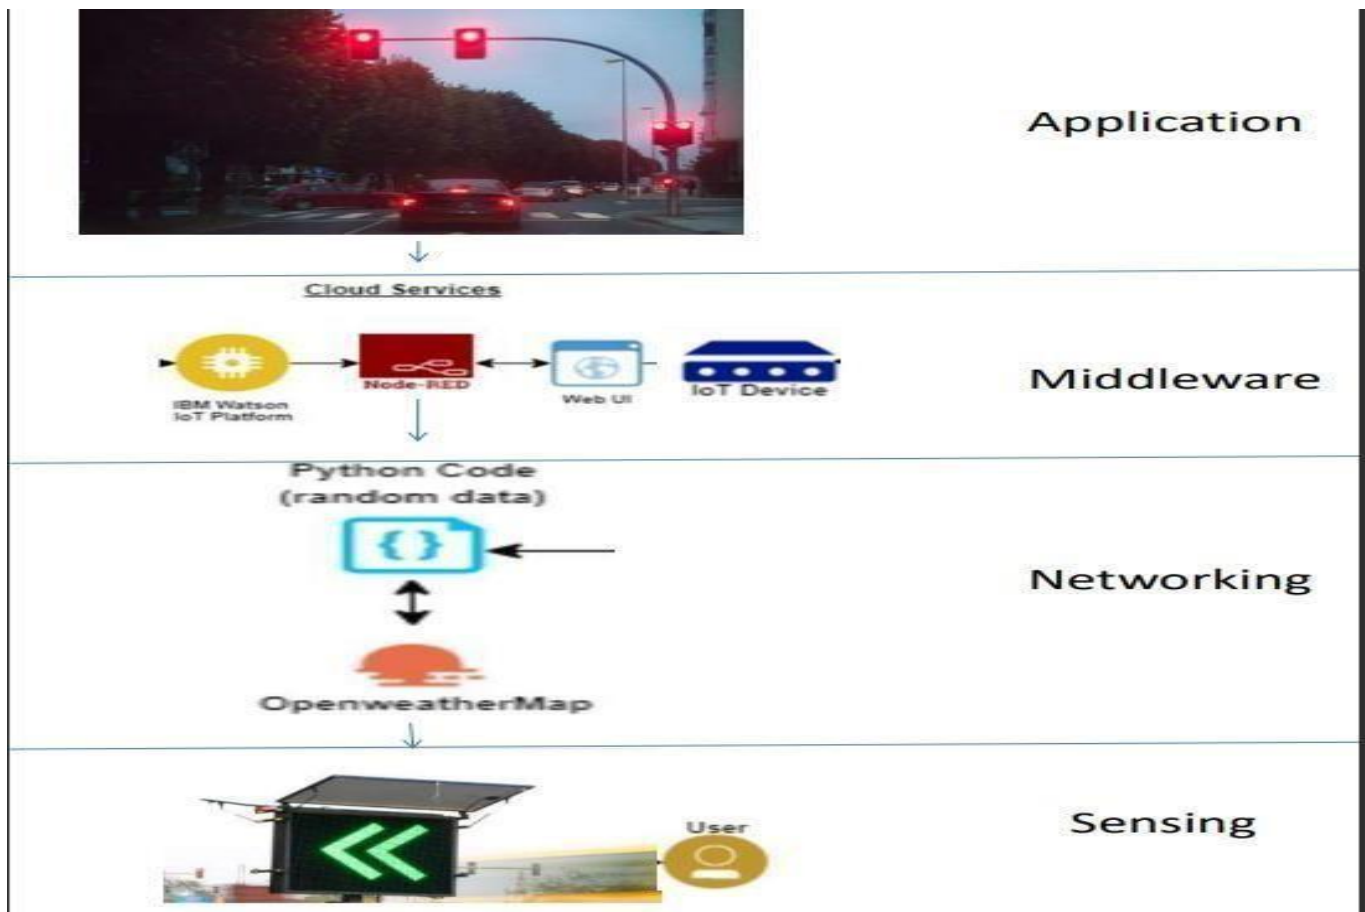 Application
Cloud Services
Node-RED
IBM Watson
IoT Platform
Web UI
IoT Device
Middleware
Python Code
(random data)
{}
Networking
OpenweatherMap
User
Sensing